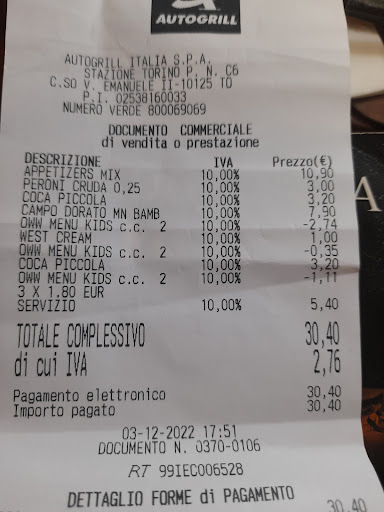 AUTOGRILL
AUTOGRILL ITALIA S.P.A.
STAZIONE TORINO P. N. C6
C.SO V. EMANUELE II-10125 TO
P.I. 02538160033
NUMERO VERDE 800069069
DOCUMENTO COMMERCIALE
di vendita o prestazione
DESCRIZIONE IVA Prezzo(€)
APPETIZERS MIX 10,00% 10,90
PERONI CRUDA 0,25 10,00% 3,00
COCA PICCOLA 10,00% 3,20
CAMPO DORATO MN BAMB 10,00% 7,90
OWW MENU KIDS c.c. 2 10,00% -2,74
WEST CREAM 10,00% 1,00
OWW MENU KIDS c.c. 2 10,00% -0,35
COCA PICCOLA 10,00% 3,20
OWW MENU KIDS c.c. 2 10,00% -1,11
3 X 1.80 EUR
SERVIZIO 10,00% 5,40
TOTALE COMPLESSIVO 30,40
di cui IVA 2,76
Pagamento elettronico 30,40
Importo pagato 30,40
03-12-2022 17:51
DOCUMENTO N. 0370-0106
RT 99IEC006528
DETTAGLIO FORME di PAGAMENTO
30,40
A